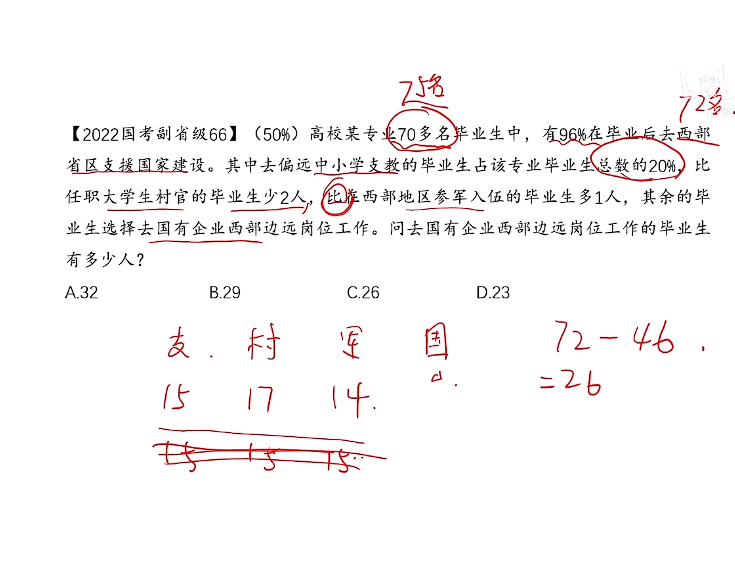 75名
72名.
【2022国考副省级66】（50%）高校某专业70多名毕业生中，有96%在毕业后去西部
省区支援国家建设。其中去偏远中小学支教的毕业生占该专业毕业生总数的20%，比
任职大学生村官的毕业生少2人，比在西部地区参军入伍的毕业生多1人，其余的毕
业生选择去国有企业西部边远岗位工作。问去国有企业西部边远岗位工作的毕业生
有多少人？
A.32 B.29 C.26 D.23
支. 村 军 国 72-46.
15 17 14. =26
15 15 15